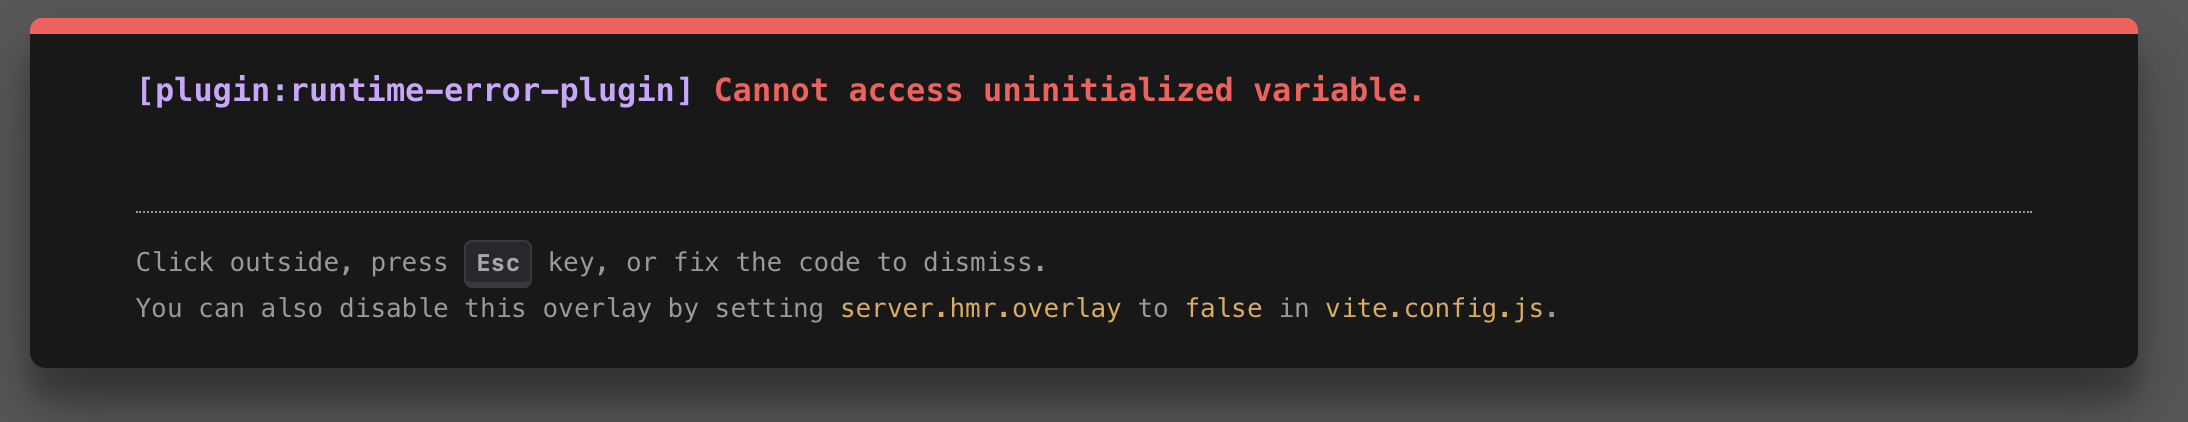 [plugin:runtime-error-plugin] Cannot access uninitialized variable.
Click outside, press Esc key, or fix the code to dismiss.
You can also disable this overlay by setting server.hmr.overlay to false in vite.config.js.